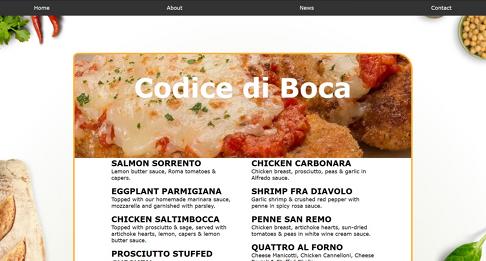 Home About News Contact
Codice di Boca
SALMON SORRENTO
Lemon butter sauce, Roma tomatoes &
capers.
EGGPLANT PARMIGIANA
Topped with our homemade marinara sauce,
mozzarella and garnished with parsley.
CHICKEN SALTIMBOCCA
Topped with prosciutto & sage, served with
artichoke hearts, lemon, capers & lemon
butter sauce.
PROSCIUTTO STUFFED
CHICKEN CARBONARA
Chicken breast, prosciutto, peas & garlic in
Alfredo sauce.
SHRIMP FRA DIAVOLO
Garlic shrimp & crushed red pepper with
penne in spicy rosa sauce.
PENNE SAN REMO
Chicken breast, artichoke hearts, sun-dried
tomatoes & peas in white wine cream sauce.
QUATTRO AL FORNO
Cheese Manicotti, Chicken Cannelloni, Cheese